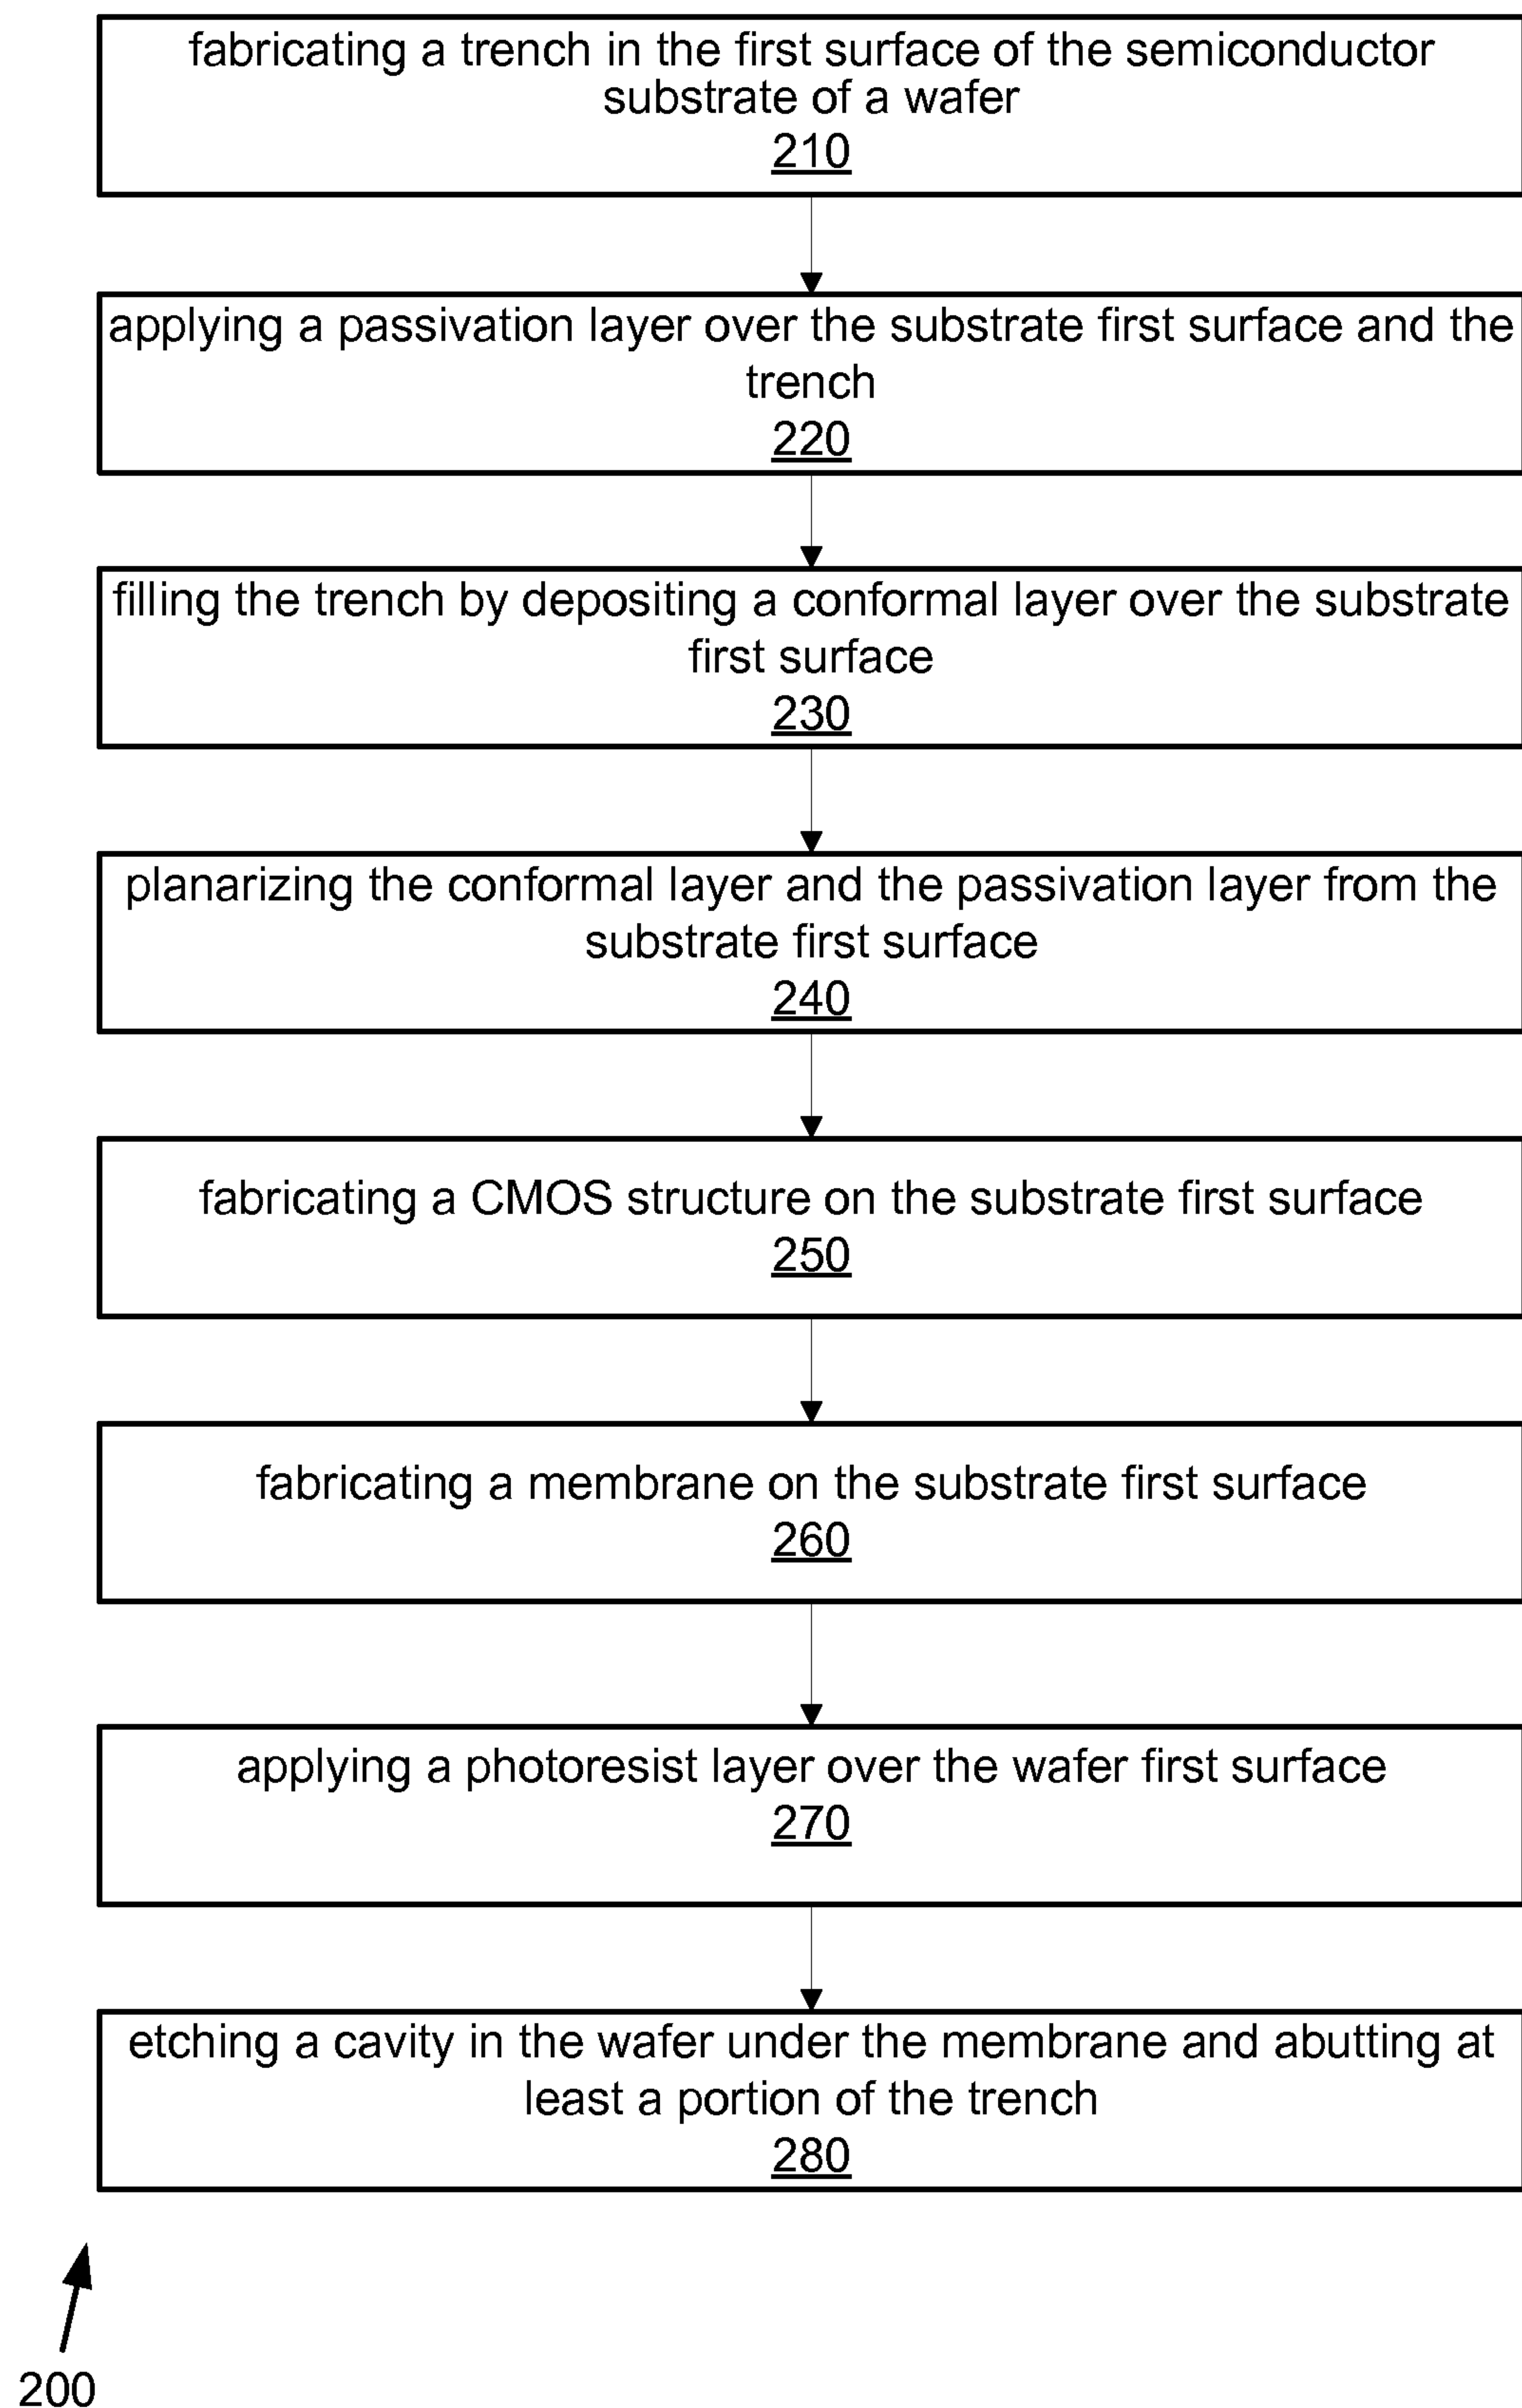 fabricating a trench in the first surface of the semiconductor
substrate of a wafer
210
applying a passivation layer over the substrate first surface and the
trench
220
filling the trench by depositing a conformal layer over the substrate
first surface
230
planarizing the conformal layer and the passivation layer from the
substrate first surface
240
fabricating a CMOS structure on the substrate first surface
250
fabricating a membrane on the substrate first surface
260
applying a photoresist layer over the wafer first surface
270
etching a cavity in the wafer under the membrane and abutting at
least a portion of the trench
280
200